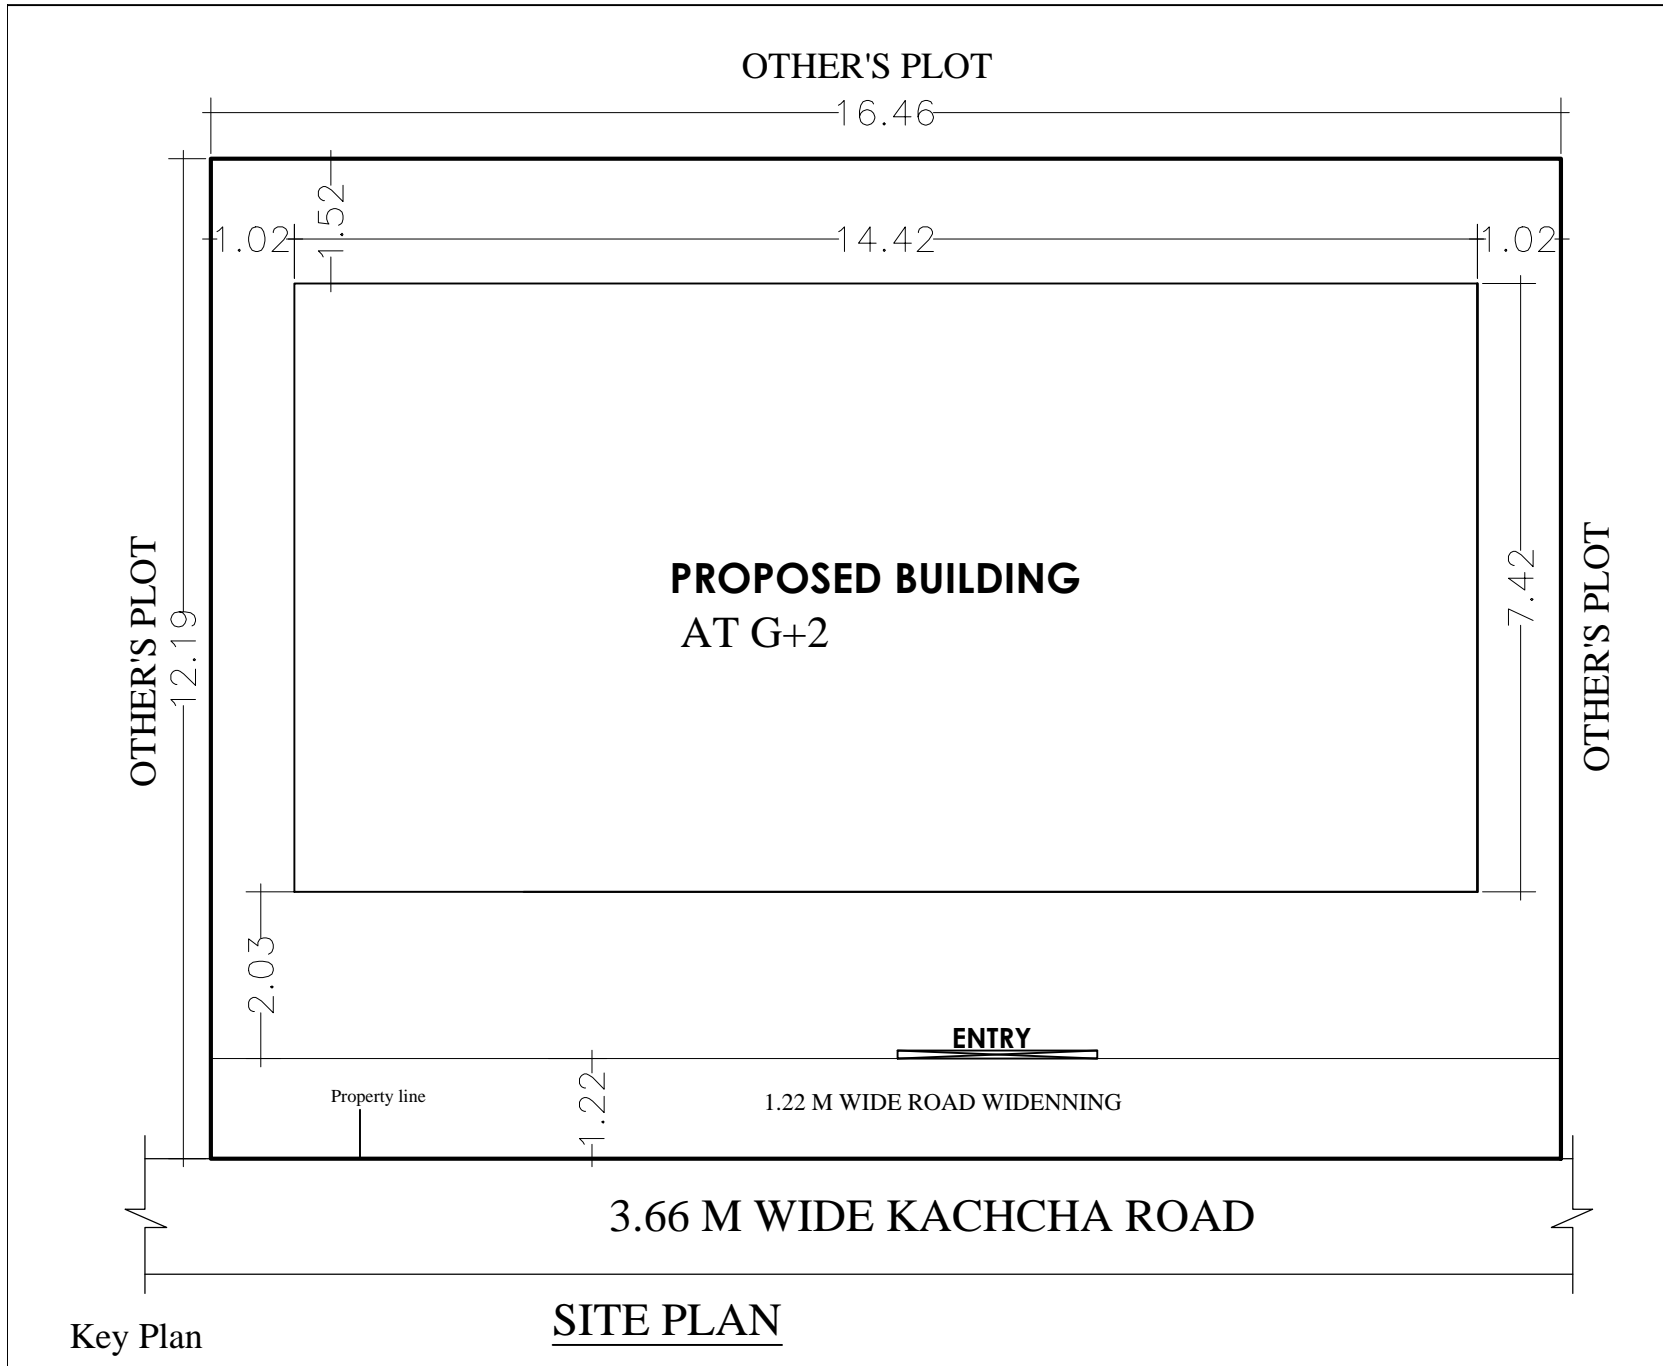 OTHER'S PLOT
16.46
1.52
1.02
14.42
1.02
OTHER'S PLOT
12.19
PROPOSED BUILDING
AT G+2
7.42
OTHER'S PLOT
2.03
ENTRY
Property line
1.22
1.22 M WIDE ROAD WIDENNING
3.66 M WIDE KACHCHA ROAD
SITE PLAN
Key Plan